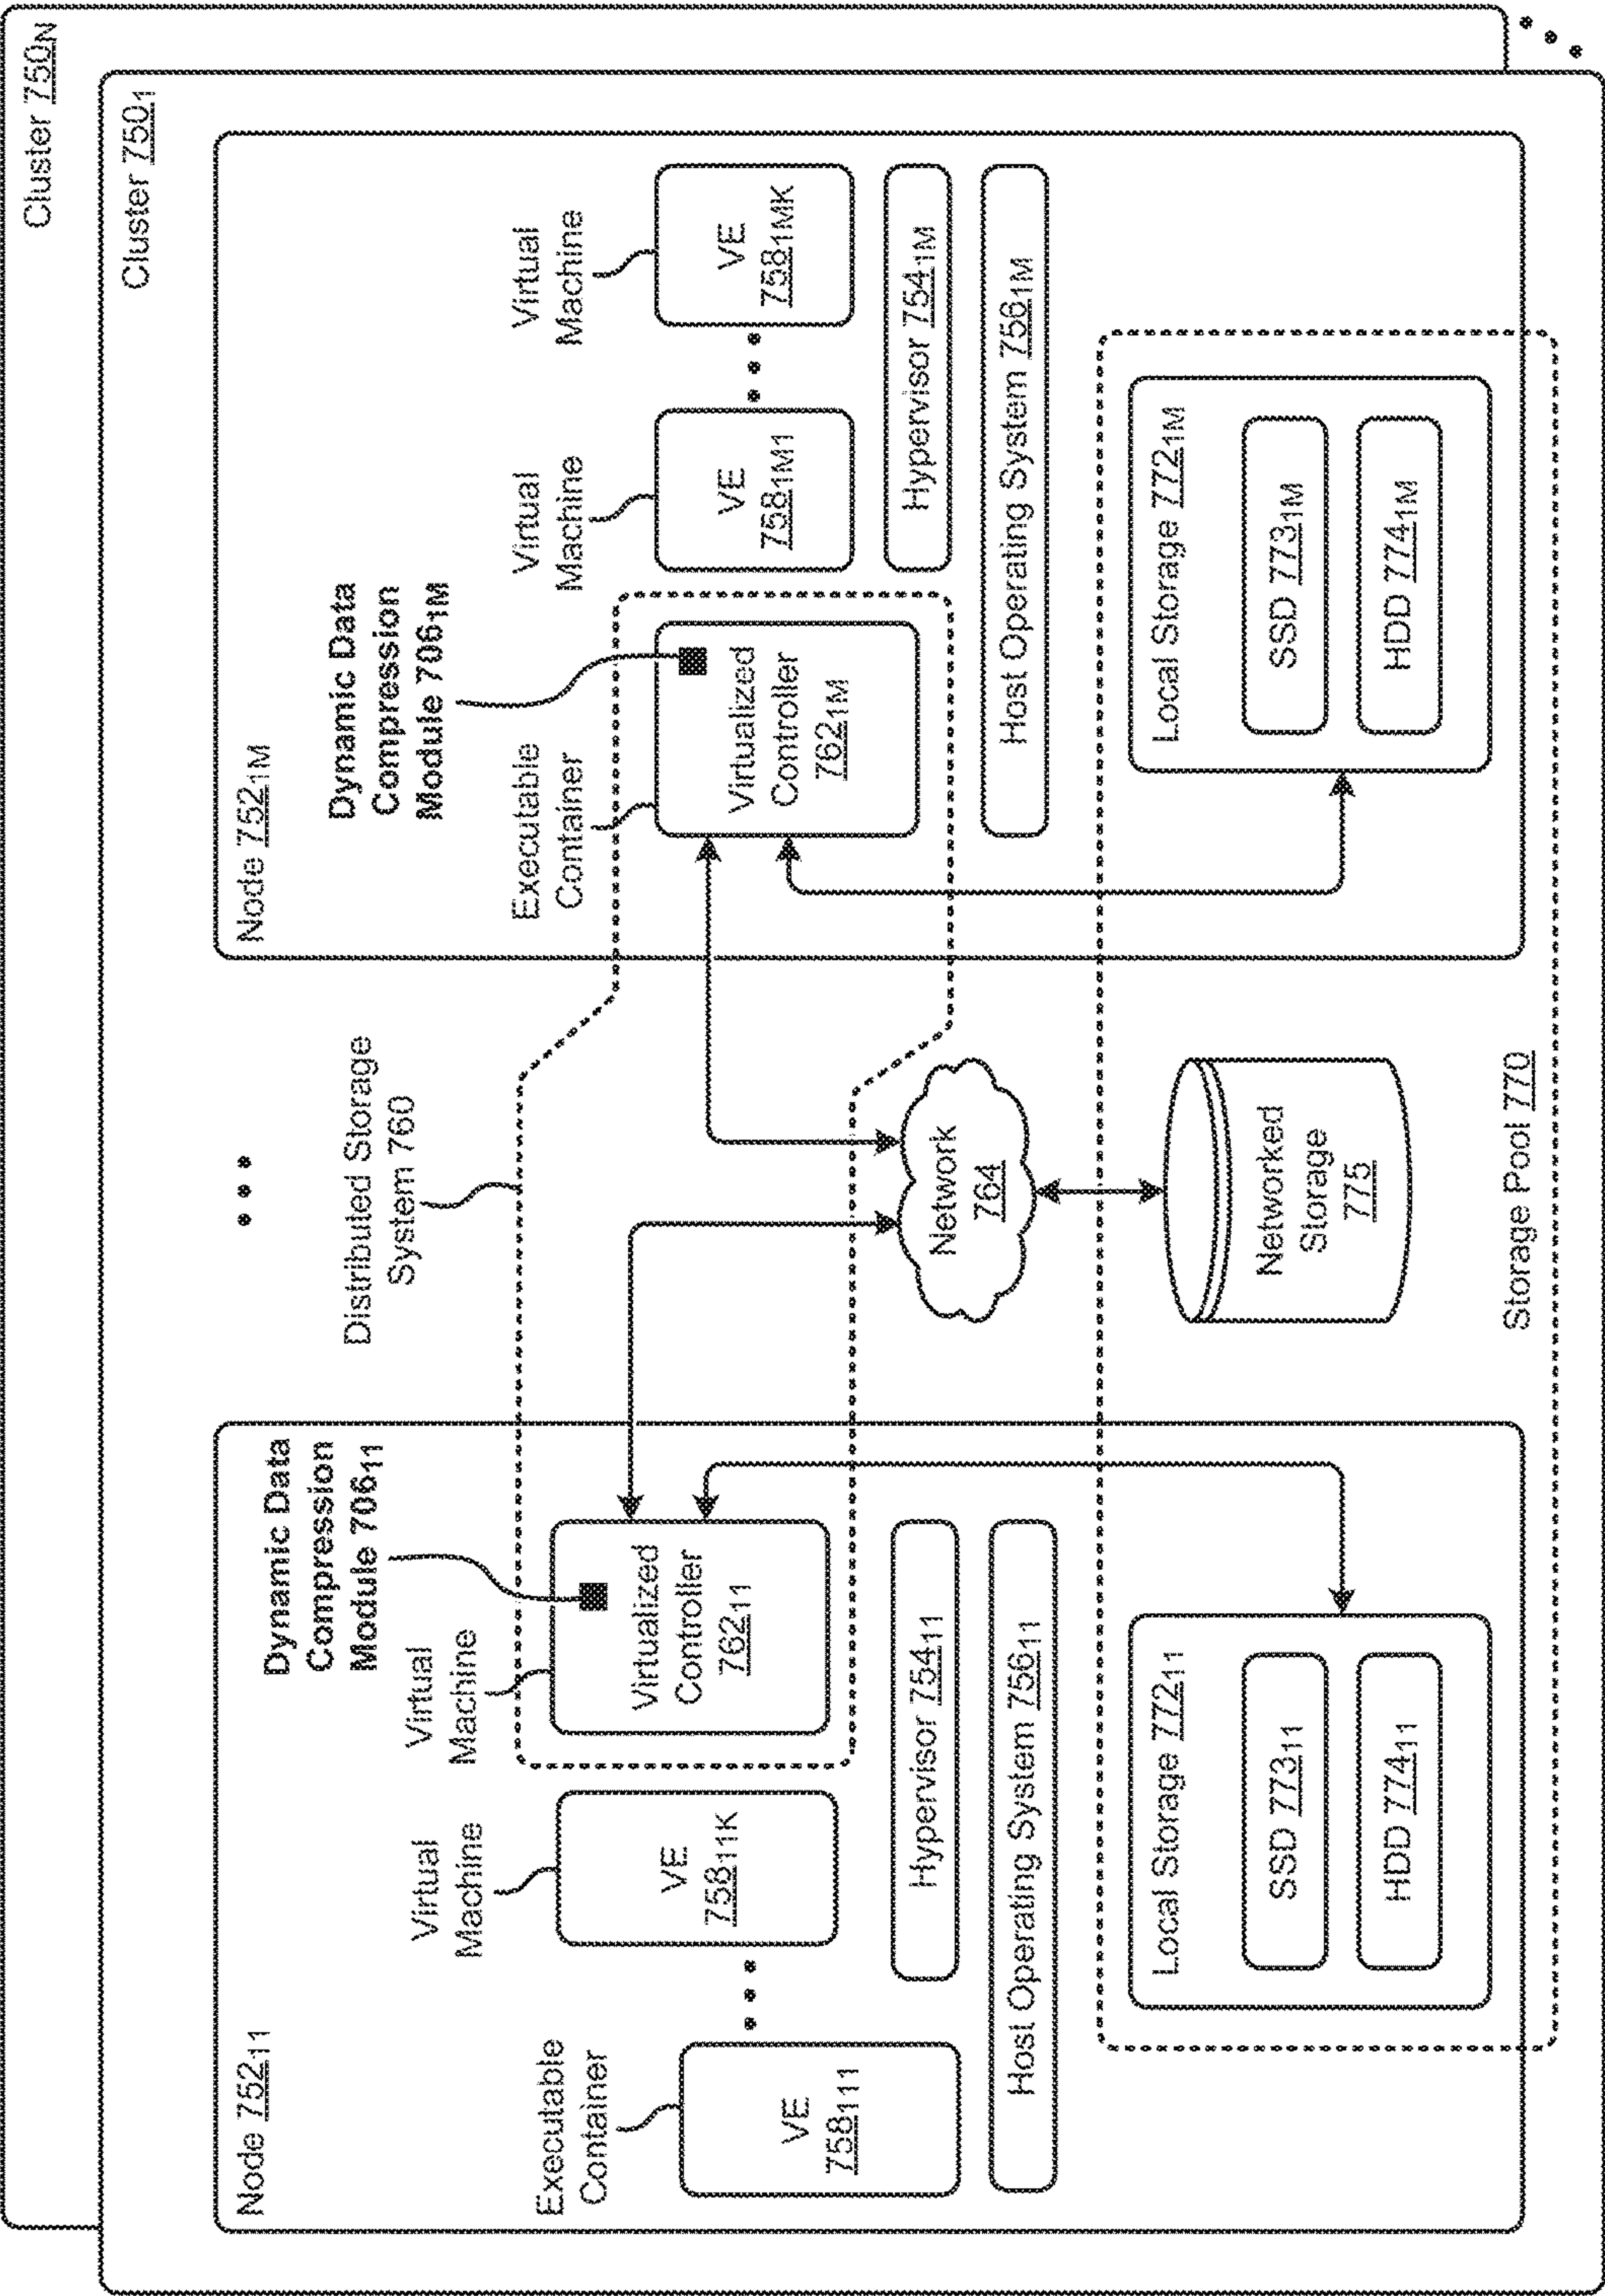 Cluster 750N
Cluster 7501
Node 75211
Dynamic Data
Compression
Module 70611
Virtual
Machine
Virtual
Machine
Executable
Container
VE
758111
VE
75811K
Virtualized
Controller
76211
Hypervisor 75411
Host Operating System 75611
Local Storage 77211
SSD 77311
HDD 77411
Distributed Storage
System 760
Network
764
Networked
Storage
775
Storage Pool 770
Node 7521M
Dynamic Data
Compression
Module 7061M
Executable
Container
Virtual
Machine
Virtual
Machine
Virtualized
Controller
7621M
VE
7581M1
VE
7581MK
Hypervisor 7541M
Host Operating System 7561M
Local Storage 7721M
SSD 7731M
HDD 7741M